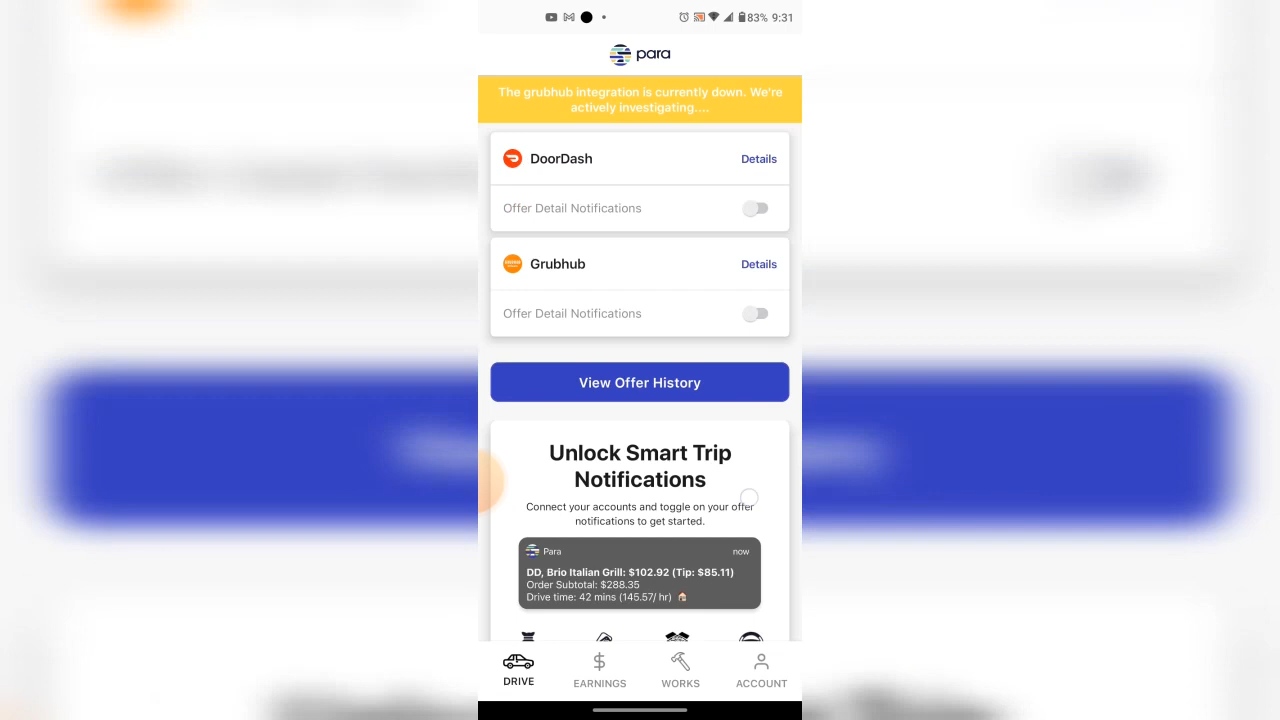 83% 9:31
para
The grubhub integration is currently down. We're
actively investigating....
DoorDash
Details
Offer Detail Notifications
Grubhub
Details
Offer Detail Notifications
View Offer History
Unlock Smart Trip
Notifications
Connect your accounts and toggle on your offer
notifications to get started.
Para
now
DD, Brio Italian Grill: $102.92 (Tip: $85.11)
Order Subtotal: $288.35
Drive time: 42 mins (145.57/ hr)
DRIVE
EARNINGS
WORKS
ACCOUNT